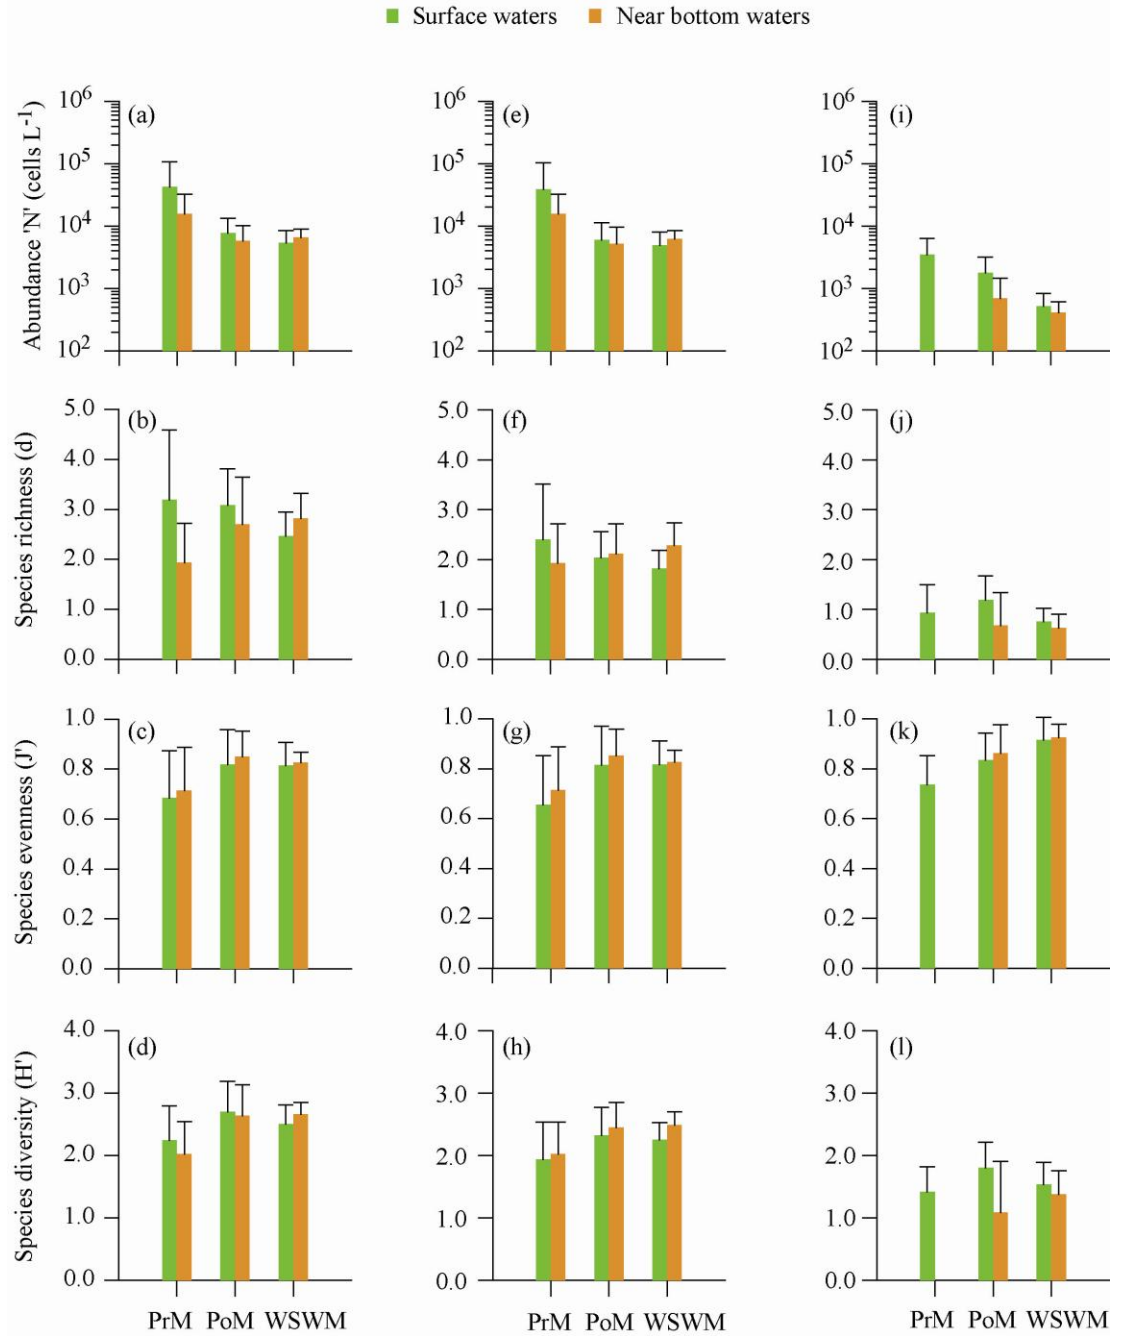 Surface waters Near bottom waters
Abundance 'N' (cells L-1)
(a) (e) (i)
10^6 10^6 10^6
10^5 10^5 10^5
10^4 10^4 10^4
10^3 10^3 10^3
10^2 10^2 10^2
Species richness (d)
(b) (f) (j)
5.0 5.0 5.0
4.0 4.0 4.0
3.0 3.0 3.0
2.0 2.0 2.0
1.0 1.0 1.0
0.0 0.0 0.0
Species evenness (J')
(c) (g) (k)
1.0 1.0 1.0
0.8 0.8 0.8
0.6 0.6 0.6
0.4 0.4 0.4
0.2 0.2 0.2
0.0 0.0 0.0
Species diversity (H')
(d) (h) (l)
4.0 4.0 4.0
3.0 3.0 3.0
2.0 2.0 2.0
1.0 1.0 1.0
0.0 0.0 0.0
PrM PoM WSWM PrM PoM WSWM PrM PoM WSWM